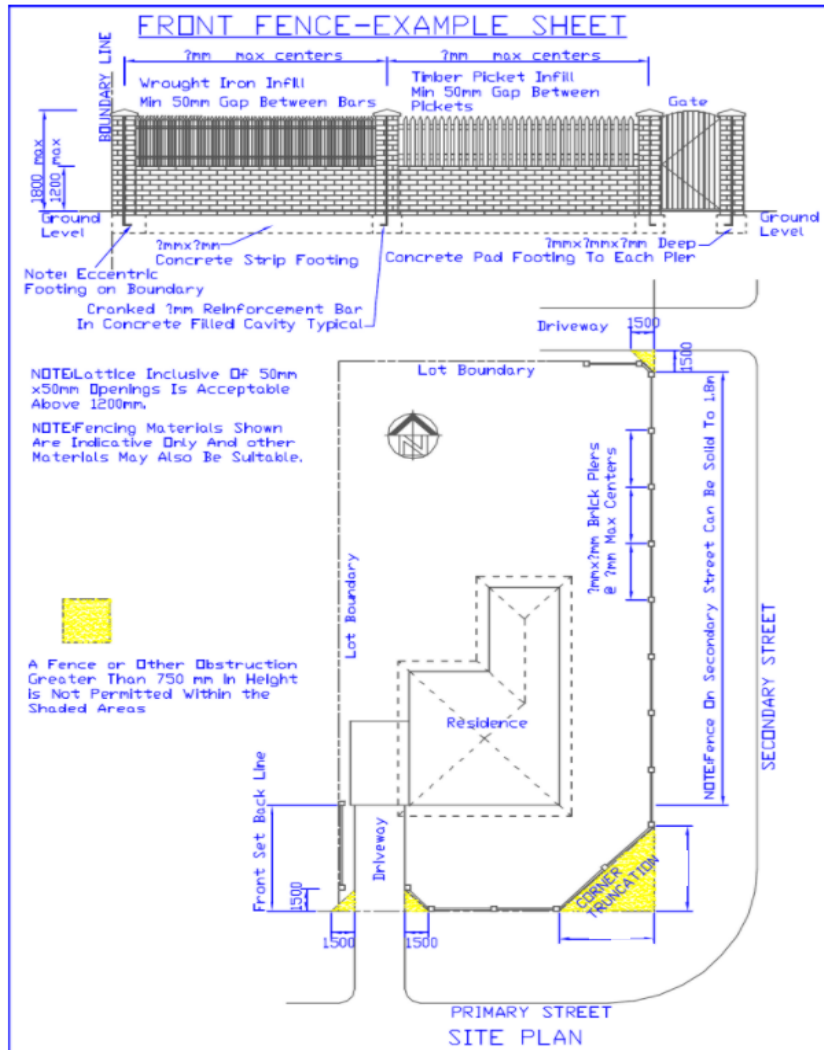 FRONT FENCE-EXAMPLE SHEET
?mm max centers
?mm max centers
BOUNDARY LINE
Wrought Iron Infill
Min 50mm Gap Between Bars
Timber Picket Infill
Min 50mm Gap Between
Pickets
Gate
1800 max
1200 max
Ground
Level
Ground
Level
?mmx?mm
Concrete Strip Footing
?mmx?mmx?mm Deep
Concrete Pad Footing To Each Pier
Note: Eccentric
Footing on Boundary
Cranked ?mm Reinforcement Bar
In Concrete Filled Cavity Typical
Driveway
1500
1500
NOTE:Lattice Inclusive Of 50mm
x50mm Openings Is Acceptable
Above 1200mm.
NOTE:Fencing Materials Shown
Are Indicative Only And other
Materials May Also Be Suitable.
Lot Boundary
N
?mmx?mm Brick Piers
@ ?mm Max Centers
NOTE:Fence On Secondary Street Can Be Solid To 1.8m
SECONDARY STREET
Lot Boundary
A Fence or Other Obstruction
Greater Than 750 mm In Height
is Not Permitted Within the
Shaded Areas
Residence
Front Set Back Line
Driveway
1500
1500
1500
CORNER
TRUNCATION
PRIMARY STREET
SITE PLAN